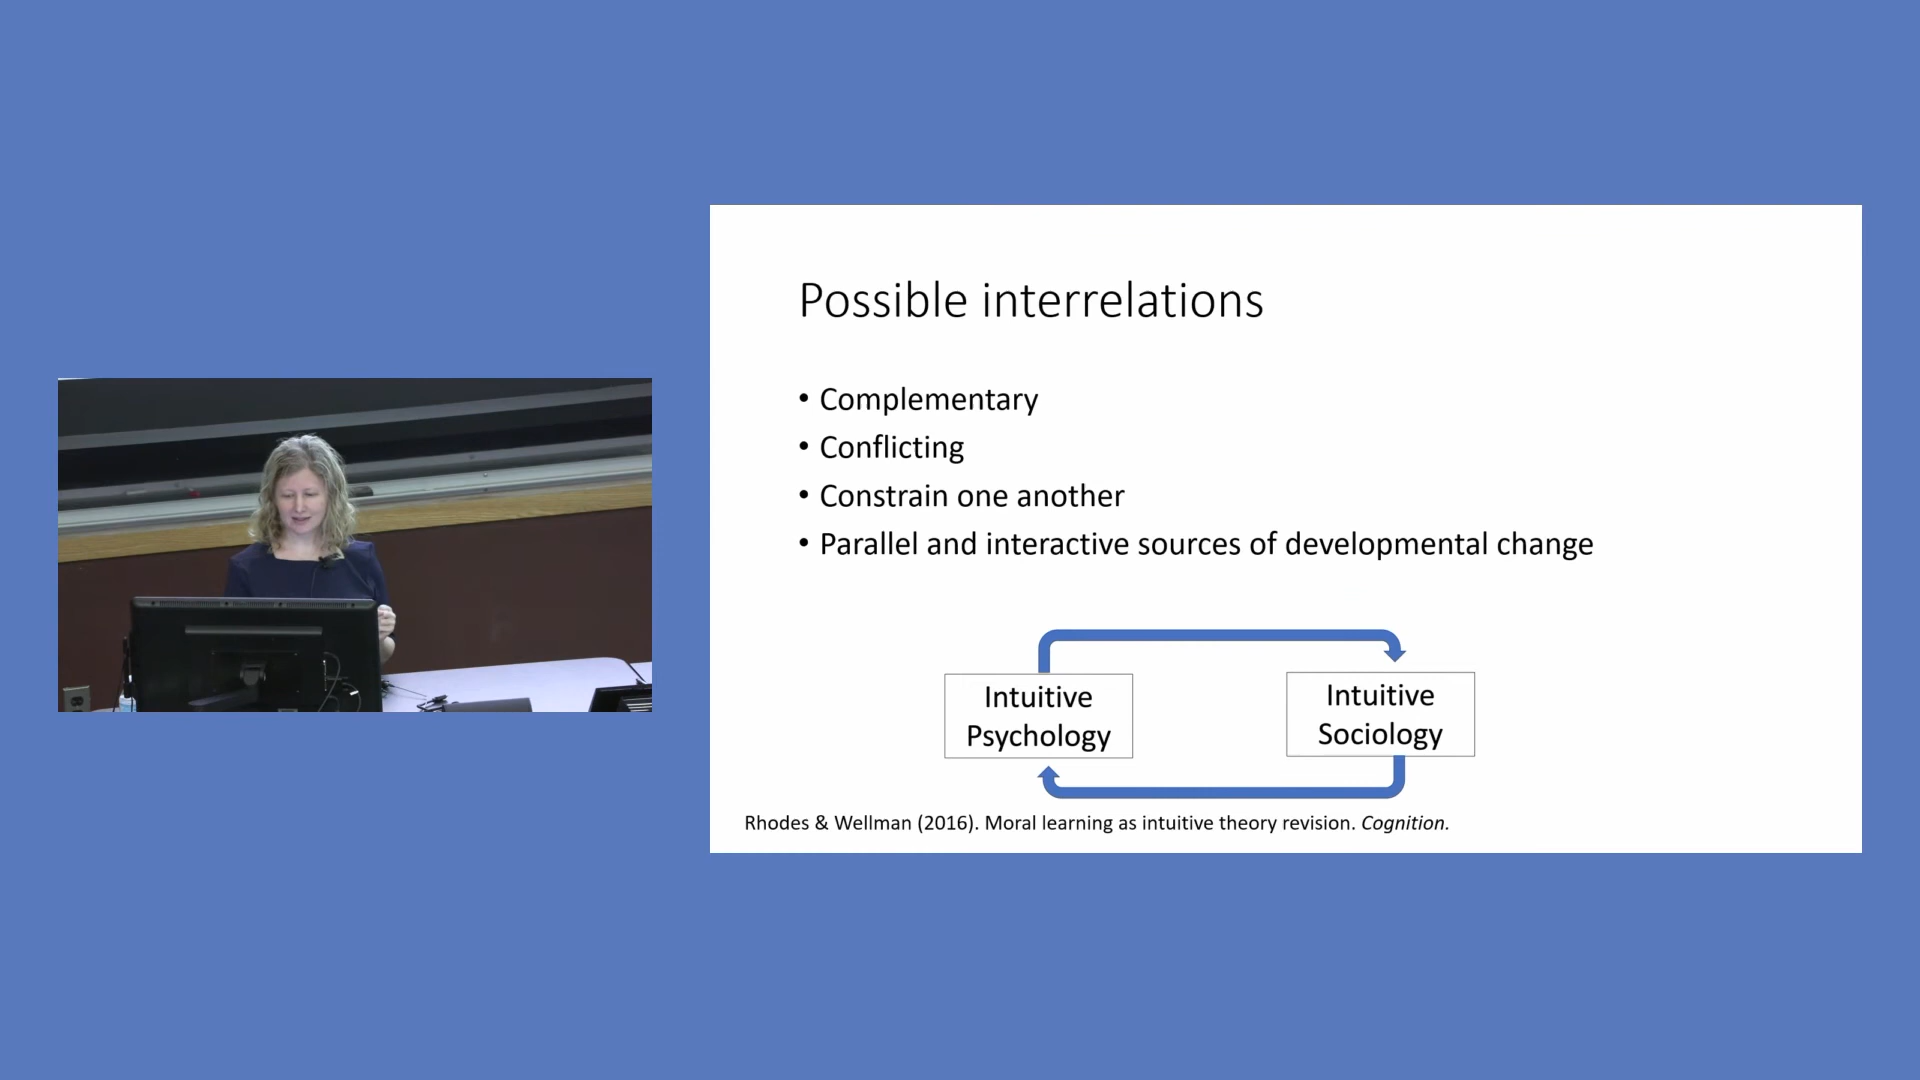 Possible interrelations
• Complementary
• Conflicting
• Constrain one another
• Parallel and interactive sources of developmental change
Intuitive
Psychology
Intuitive
Sociology
Rhodes & Wellman (2016). Moral learning as intuitive theory revision. Cognition.